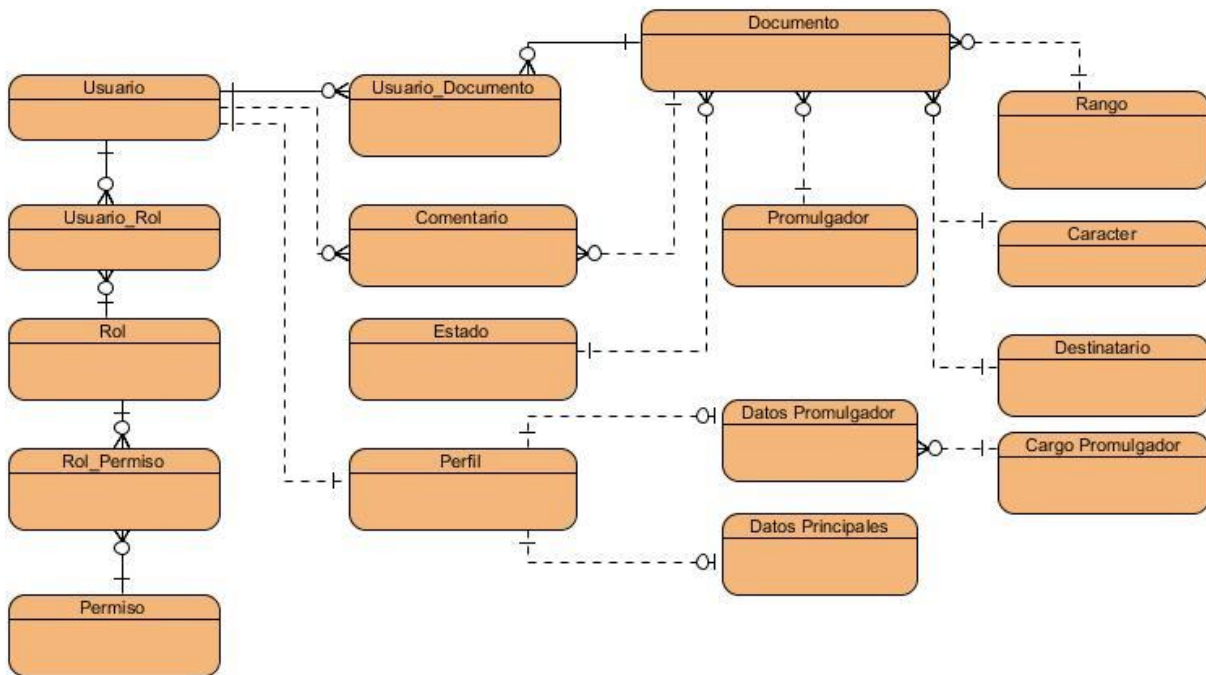 Documento
Usuario
Usuario_Documento
Rango
Usuario_Rol
Comentario
Promulgador
Caracter
Rol
Estado
Destinatario
Datos Promulgador
Cargo Promulgador
Rol_Permiso
Perfil
Datos Principales
Permiso